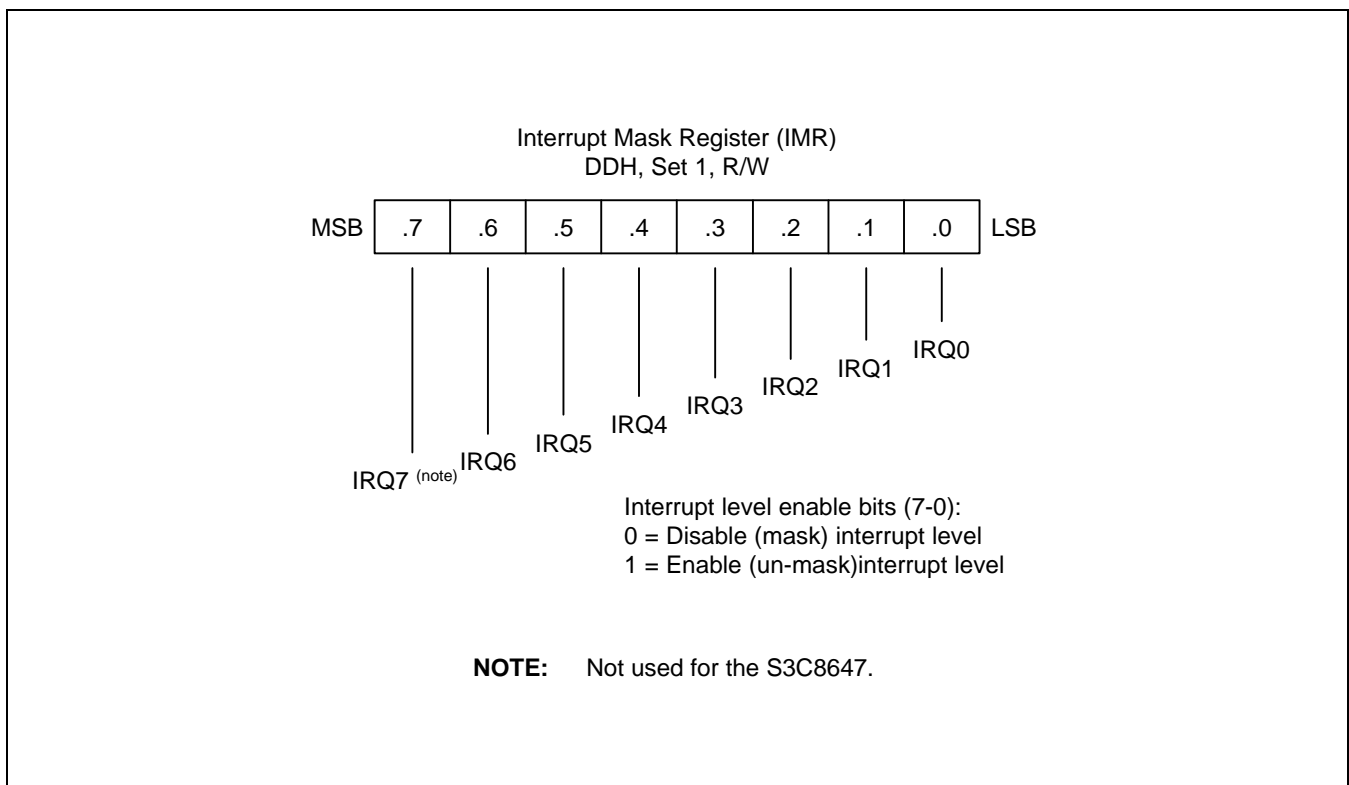 Interrupt Mask Register (IMR)
DDH, Set 1, R/W
MSB .7 .6 .5 .4 .3 .2 .1 .0 LSB
IRQ0
IRQ1
IRQ2
IRQ3
IRQ4
IRQ5
IRQ6
IRQ7 (note)
Interrupt level enable bits (7-0):
0 = Disable (mask) interrupt level
1 = Enable (un-mask)interrupt level
NOTE: Not used for the S3C8647.